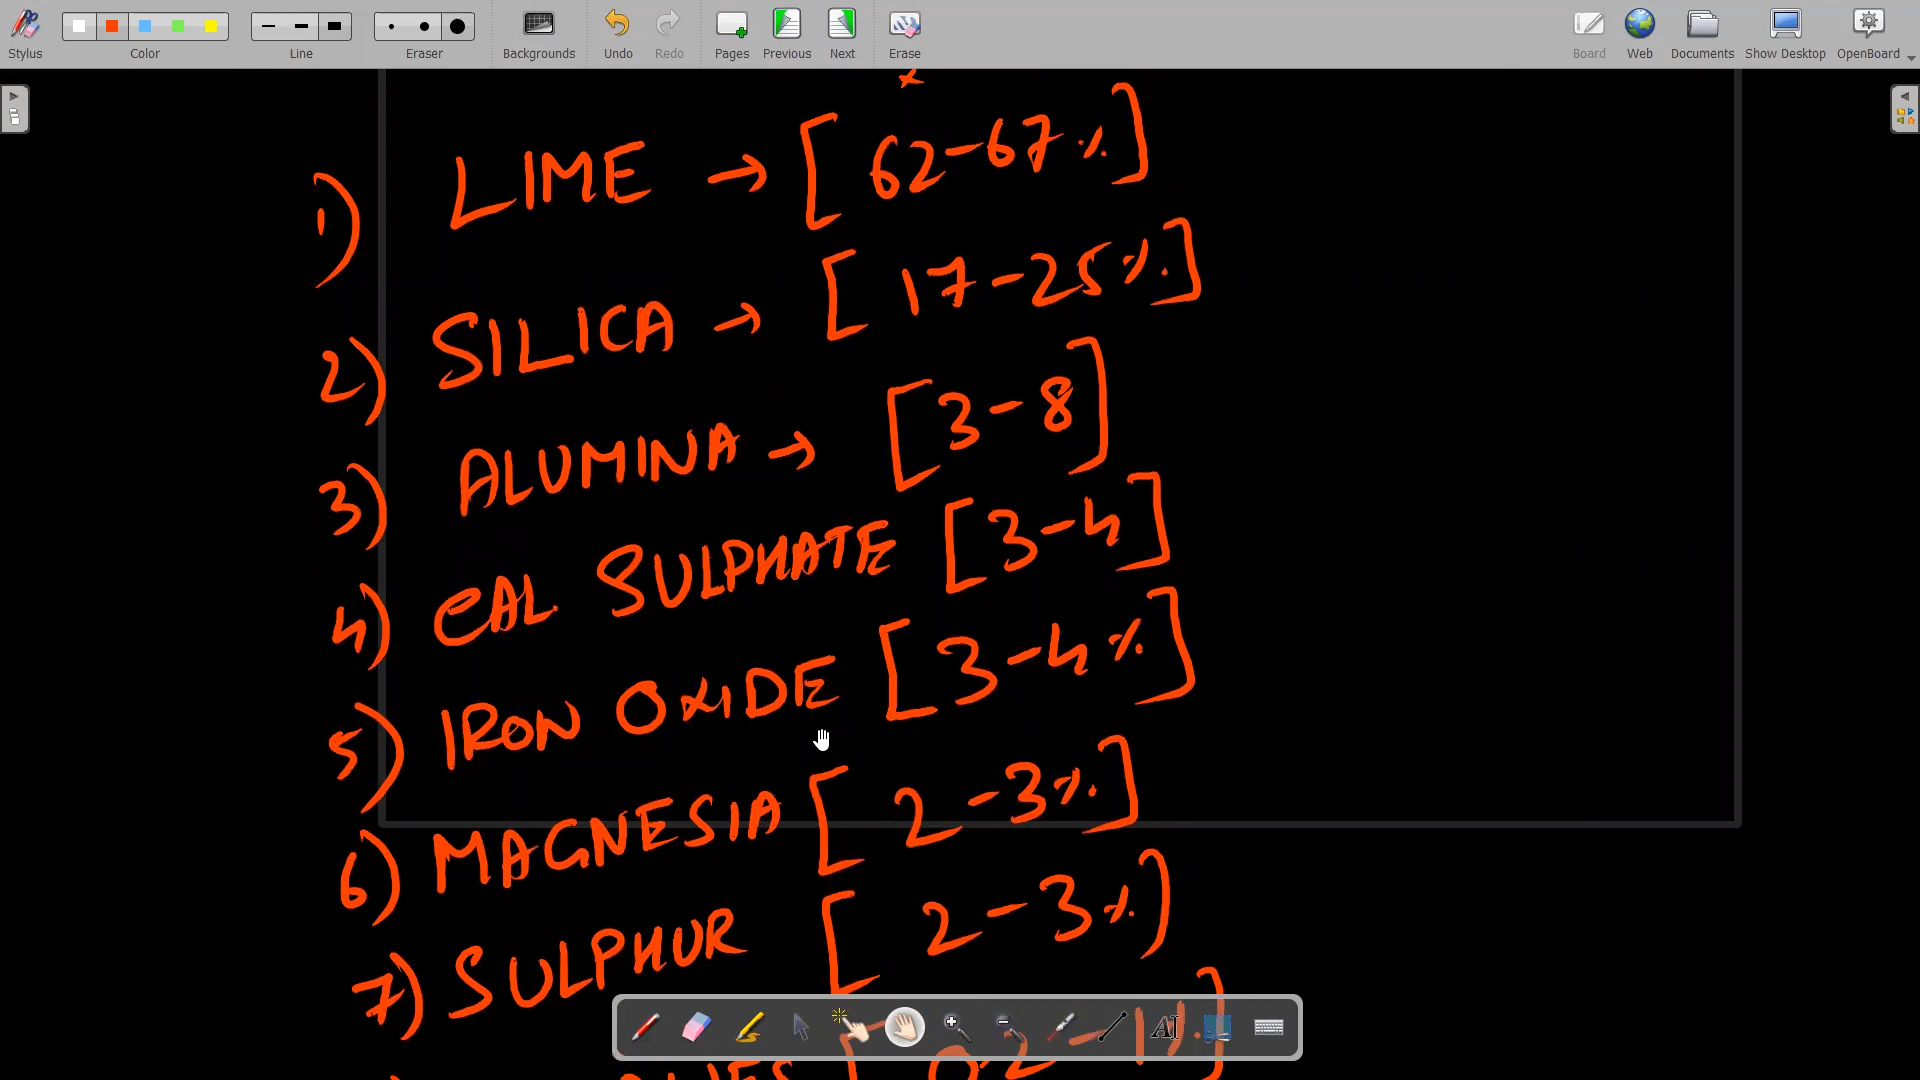 Stylus Color Line Eraser Backgrounds Undo Redo Pages Previous Next Erase Board Web Documents Show Desktop OpenBoard
1) LIME → [62-67%]
2) SILICA → [17-25%]
3) ALUMINA → [3-8]
4) CAL. SULPHATE [3-4]
5) IRON OXIDE [3-4%]
6) MAGNESIA [2-3%]
7) SULPHUR [2-3%)